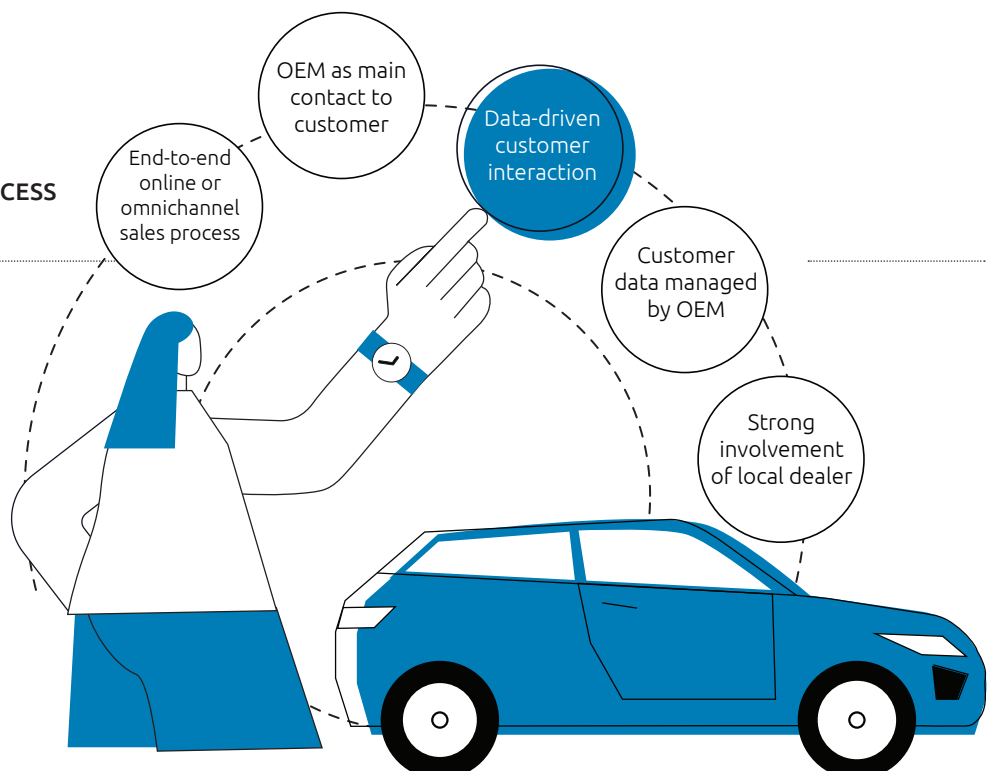 OEM as main
contact to
customer
Data-driven
customer
interaction
End-to-end
online or
omnichannel
sales process
CESS
Customer
data managed
by OEM
Strong
involvement
of local dealer